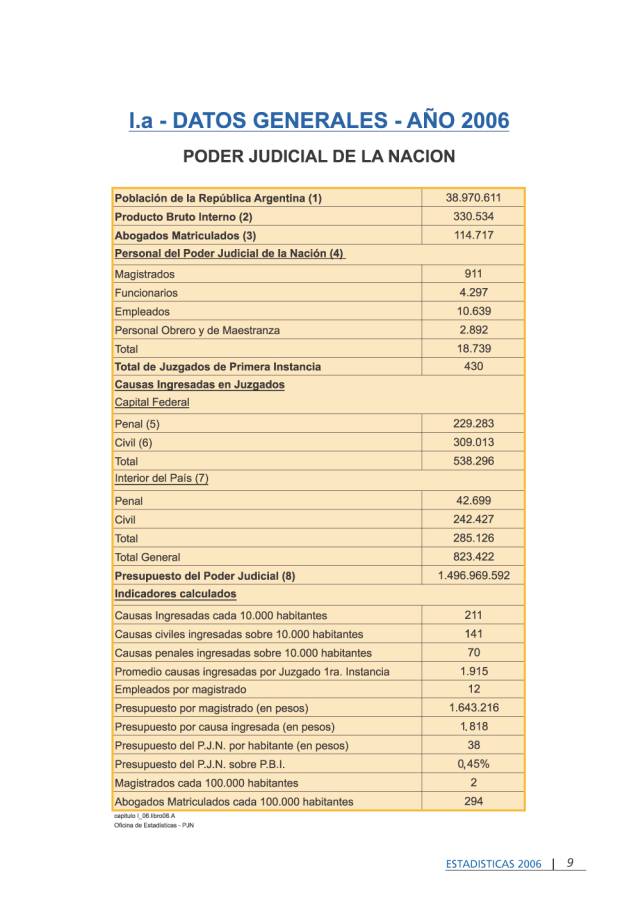 I.a - DATOS GENERALES - AÑO 2006
PODER JUDICIAL DE LA NACION
Población de la República Argentina (1) 38.970.611
Producto Bruto Interno (2) 330.534
Abogados Matriculados (3) 114.717
Personal del Poder Judicial de la Nación (4)
Magistrados 911
Funcionarios 4.297
Empleados 10.639
Personal Obrero y de Maestranza 2.892
Total 18.739
Total de Juzgados de Primera Instancia 430
Causas Ingresadas en Juzgados
Capital Federal
Penal (5) 229.283
Civil (6) 309.013
Total 538.296
Interior del País (7)
Penal 42.699
Civil 242.427
Total 285.126
Total General 823.422
Presupuesto del Poder Judicial (8) 1.496.969.592
Indicadores calculados
Causas Ingresadas cada 10.000 habitantes 211
Causas civiles ingresadas sobre 10.000 habitantes 141
Causas penales ingresadas sobre 10.000 habitantes 70
Promedio causas ingresadas por Juzgado 1ra. Instancia 1.915
Empleados por magistrado 12
Presupuesto por magistrado (en pesos) 1.643.216
Presupuesto por causa ingresada (en pesos) 1,818
Presupuesto del P.J.N. por habitante (en pesos) 38
Presupuesto del P.J.N. sobre P.B.I. 0,45%
Magistrados cada 100.000 habitantes 2
Abogados Matriculados cada 100.000 habitantes 294
capitulo I_06.libro06.A
Oficina de Estadísticas - PJN
ESTADISTICAS 2006 | 9